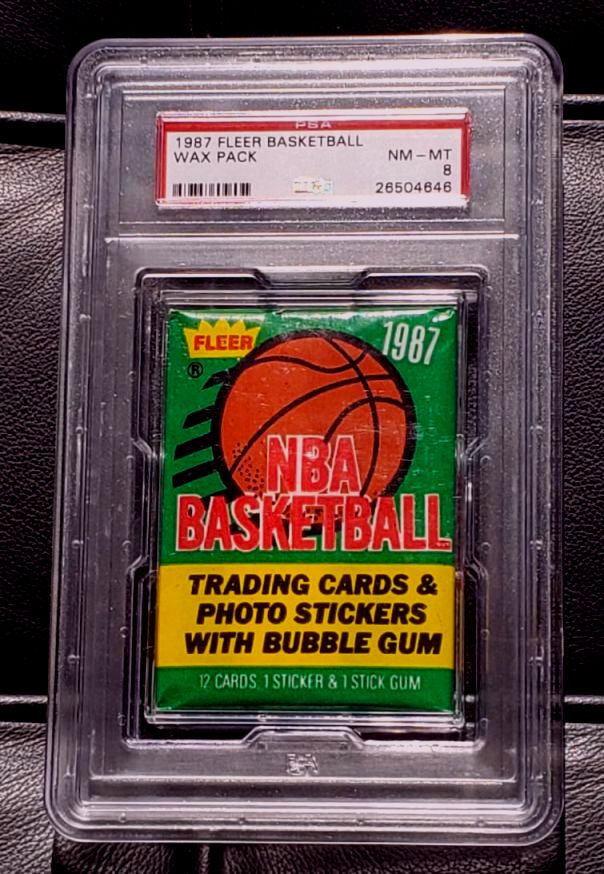 PSA
1987 FLEER BASKETBALL
WAX PACK
NM - MT
8
26504646
FLEER
®
1987
NBA
BASKETBALL
TRADING CARDS &
PHOTO STICKERS
WITH BUBBLE GUM
12 CARDS, 1 STICKER & 1 STICK GUM
PSA